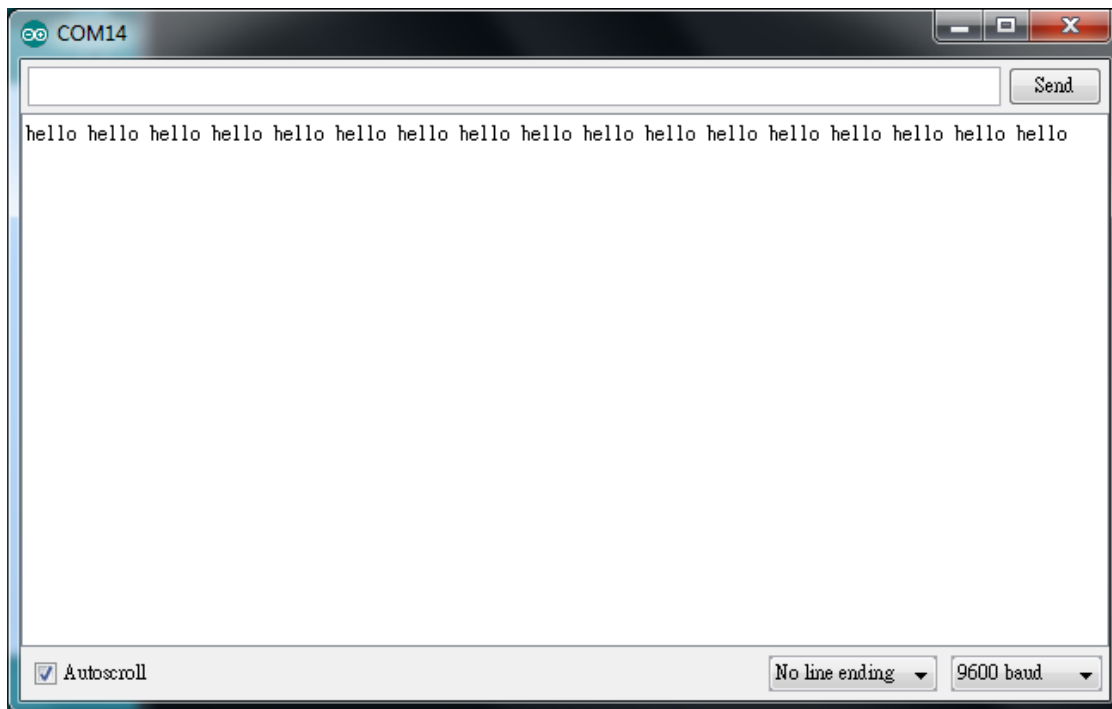 COM14
Send
hello hello hello hello hello hello hello hello hello hello hello hello hello hello hello hello hello
Autoscroll
No line ending
9600 baud